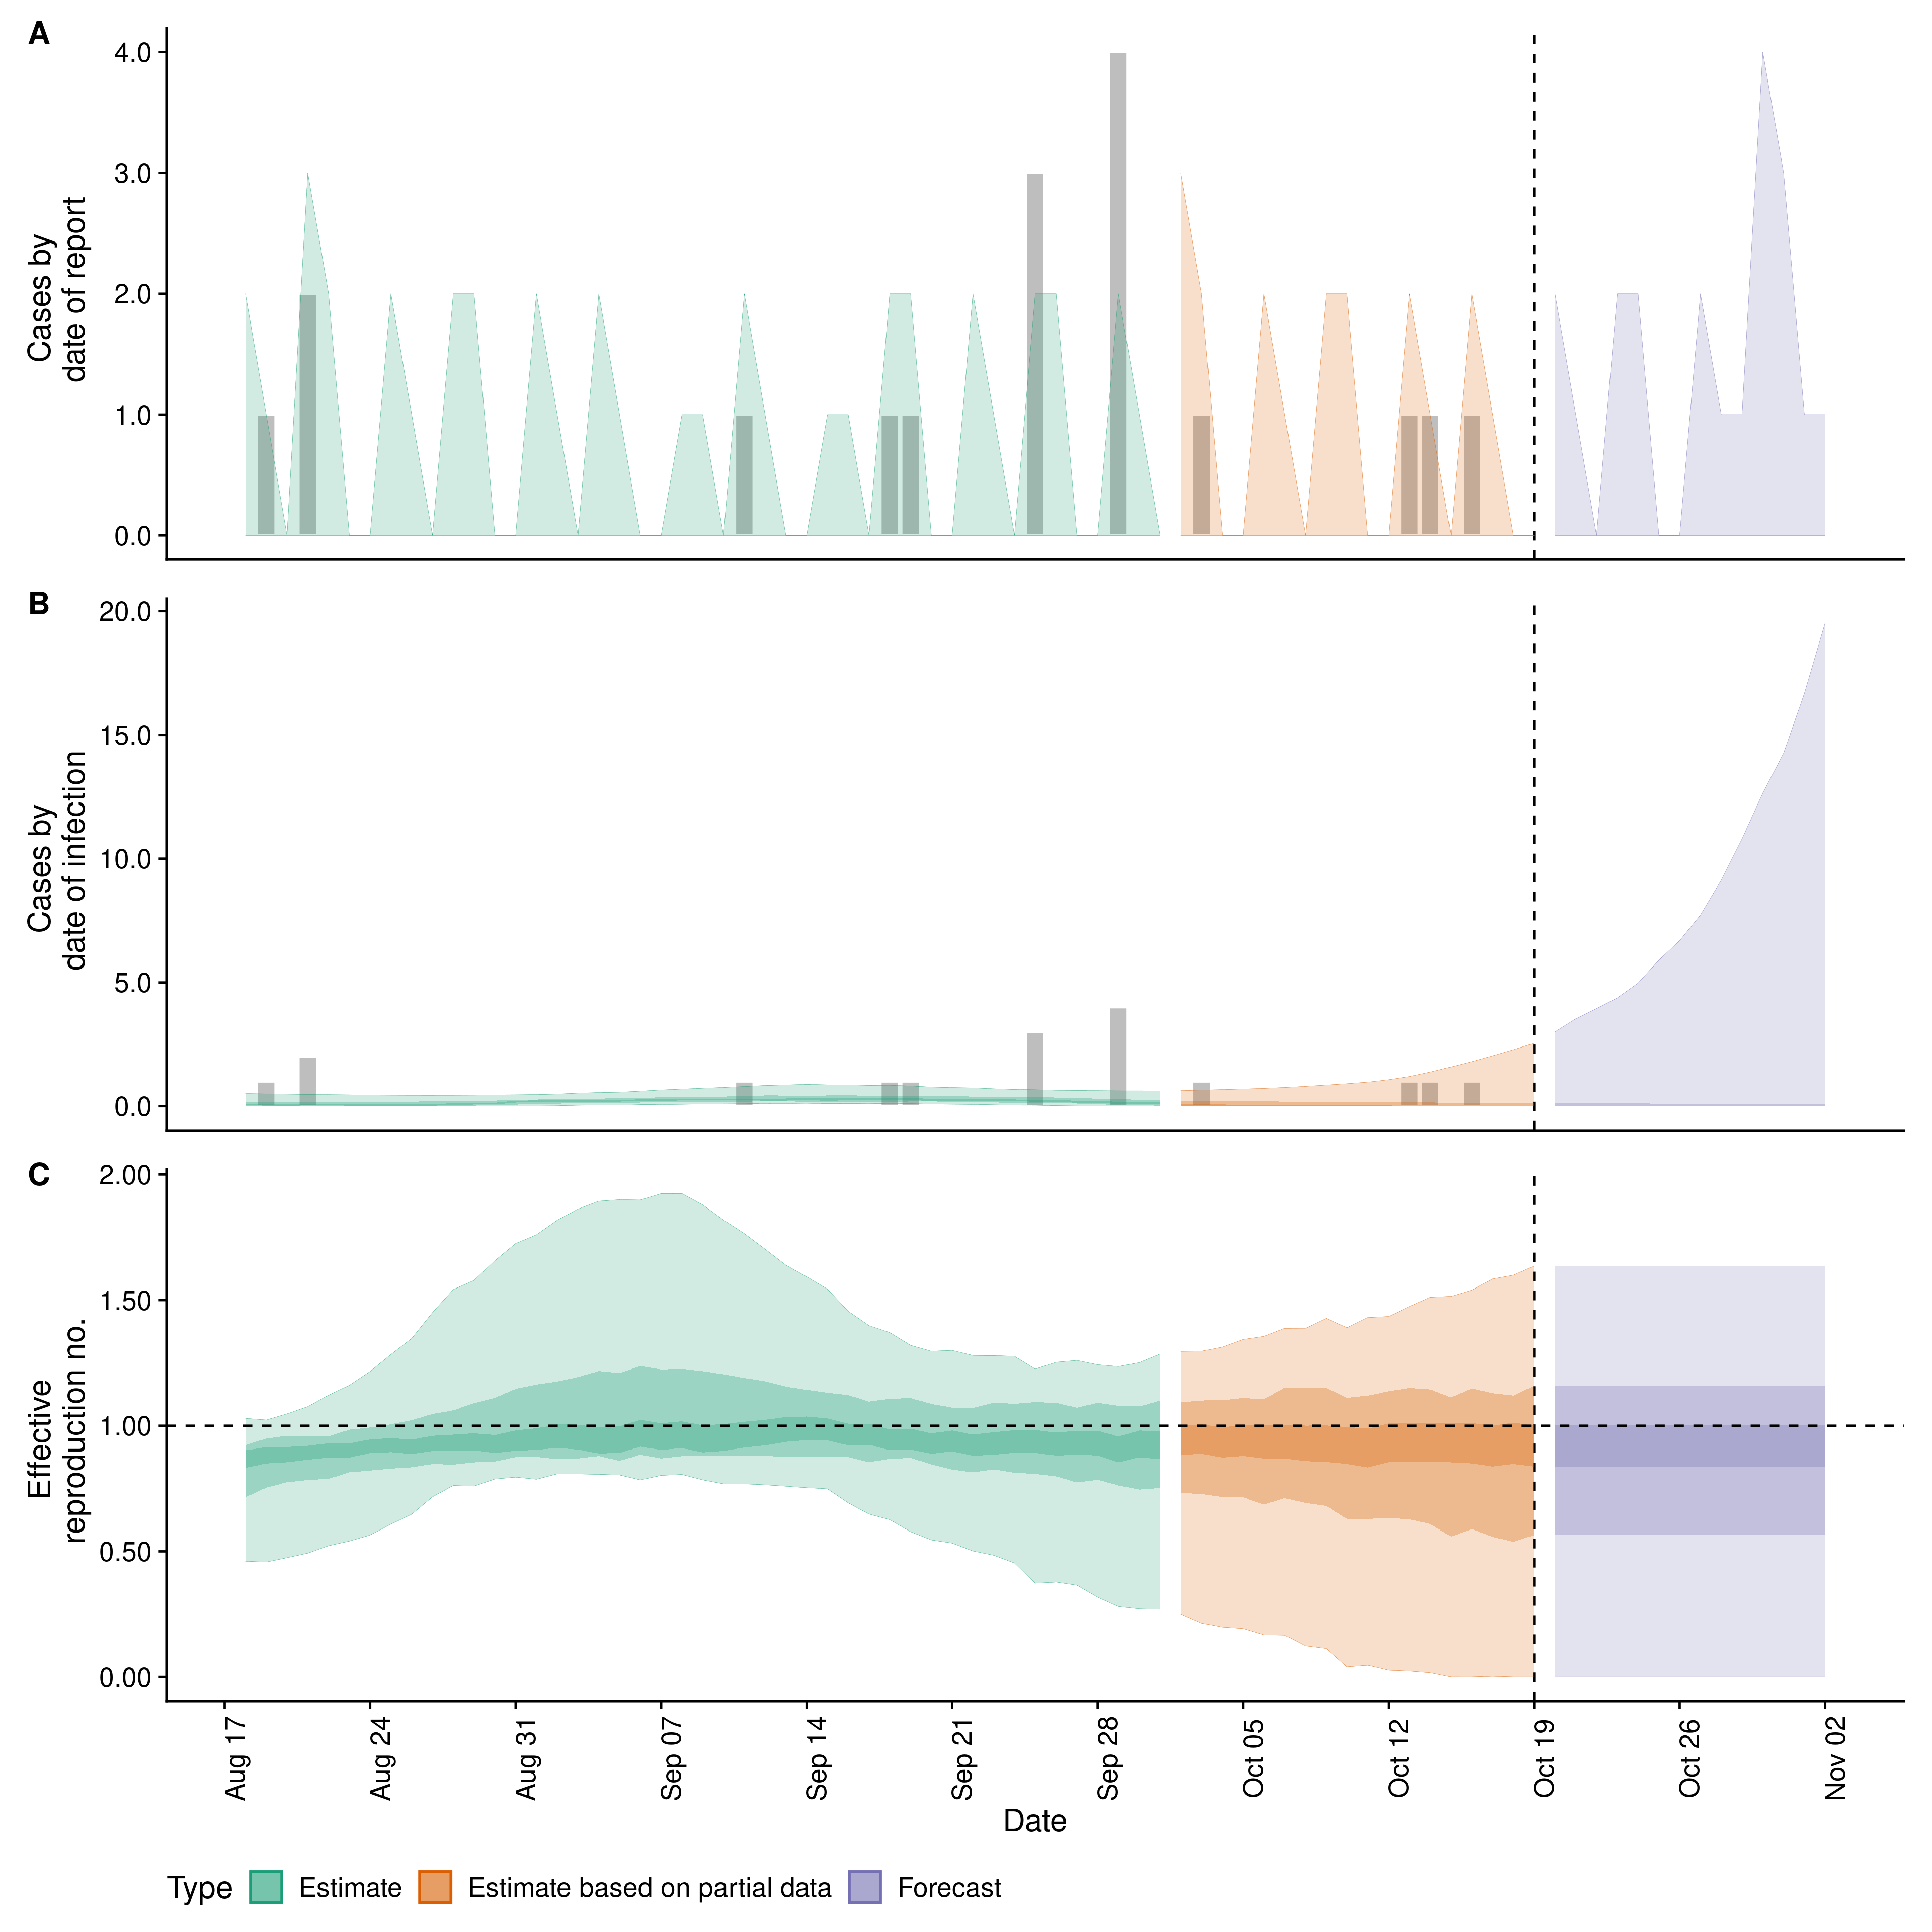 A
Cases by
date of report
4.0
3.0
2.0
1.0
0.0
B
Cases by
date of infection
20.0
15.0
10.0
5.0
0.0
C
Effective
reproduction no.
2.00
1.50
1.00
0.50
0.00
Aug 17
Aug 24
Aug 31
Sep 07
Sep 14
Sep 21
Sep 28
Oct 05
Oct 12
Oct 19
Oct 26
Nov 02
Date
Type Estimate Estimate based on partial data Forecast